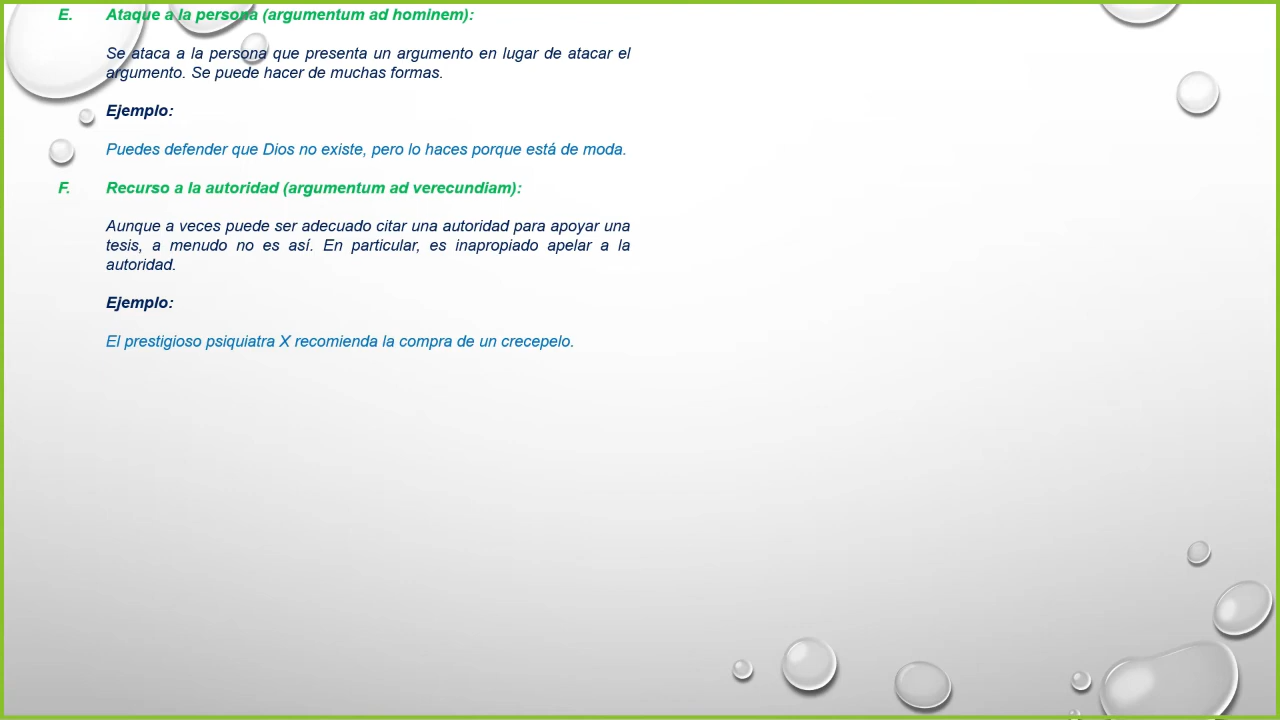 E. Ataque a la persona (argumentum ad hominem):
Se ataca a la persona que presenta un argumento en lugar de atacar el
argumento. Se puede hacer de muchas formas.
Ejemplo:
Puedes defender que Dios no existe, pero lo haces porque está de moda.
F. Recurso a la autoridad (argumentum ad verecundiam):
Aunque a veces puede ser adecuado citar una autoridad para apoyar una
tesis, a menudo no es así. En particular, es inapropiado apelar a la
autoridad.
Ejemplo:
El prestigioso psiquiatra X recomienda la compra de un crecepelo.